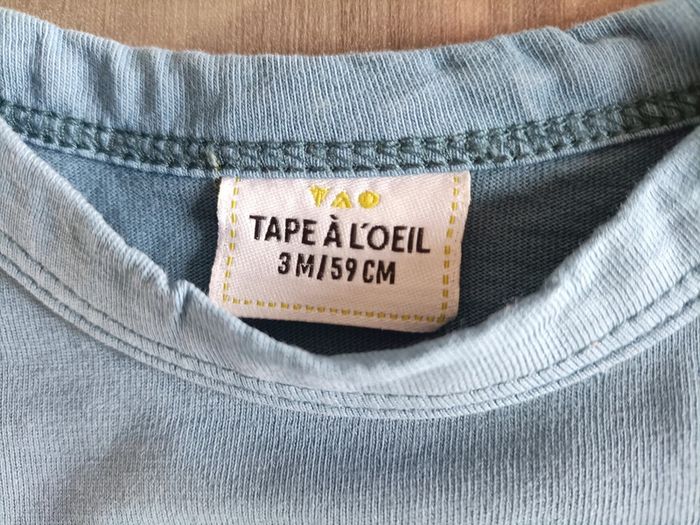 TAO
TAPE À L'OEIL
3 M/59 CM